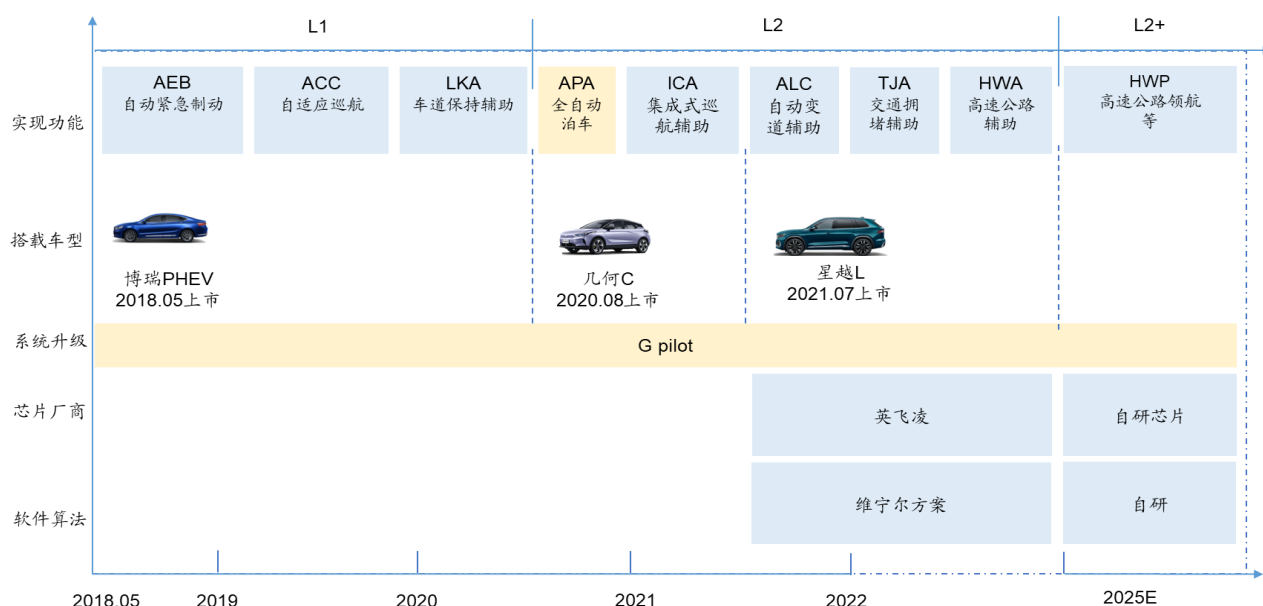 L1
L2
L2+
实现功能
AEB
自动紧急制动
ACC
自适应巡航
LKA
车道保持辅助
APA
全自动
泊车
ICA
集成式巡
航辅助
ALC
自动变
道辅助
TJA
交通拥
堵辅助
HWA
高速公路
辅助
HWP
高速公路领航
等
搭载车型
博瑞PHEV
2018.05上市
几何C
2020.08上市
星越L
2021.07上市
系统升级
G pilot
芯片厂商
英飞凌
自研芯片
软件算法
维宁尔方案
自研
2018.05
2019
2020
2021
2022
2025E